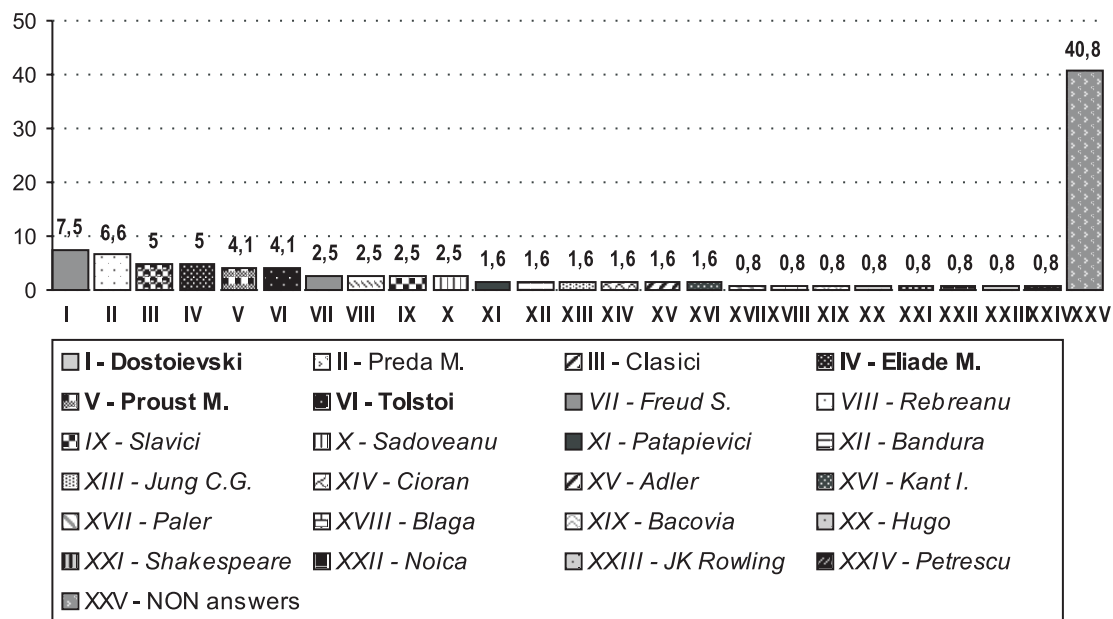 50
40,8
40
30
20
7,5 6,6 5 5 4,1 4,1 2,5 2,5 2,5 2,5 1,6 1,6 1,6 1,6 1,6 1,6 0,8 0,8 0,8 0,8 0,8 0,8 0,8 0,8
10
0
I II III IV V VI VII VIII IX X XI XII XIII XIV XV XVI XVII XVIII XIX XX XXI XXII XXIII XXIV XXV
I - Dostoievski II - Preda M. III - Clasici IV - Eliade M.
V - Proust M. VI - Tolstoi VII - Freud S. VIII - Rebreanu
IX - Slavici X - Sadoveanu XI - Patapievici XII - Bandura
XIII - Jung C.G. XIV - Cioran XV - Adler XVI - Kant I.
XVII - Paler XVIII - Blaga XIX - Bacovia XX - Hugo
XXI - Shakespeare XXII - Noica XXIII - JK Rowling XXIV - Petrescu
XXV - NON answers